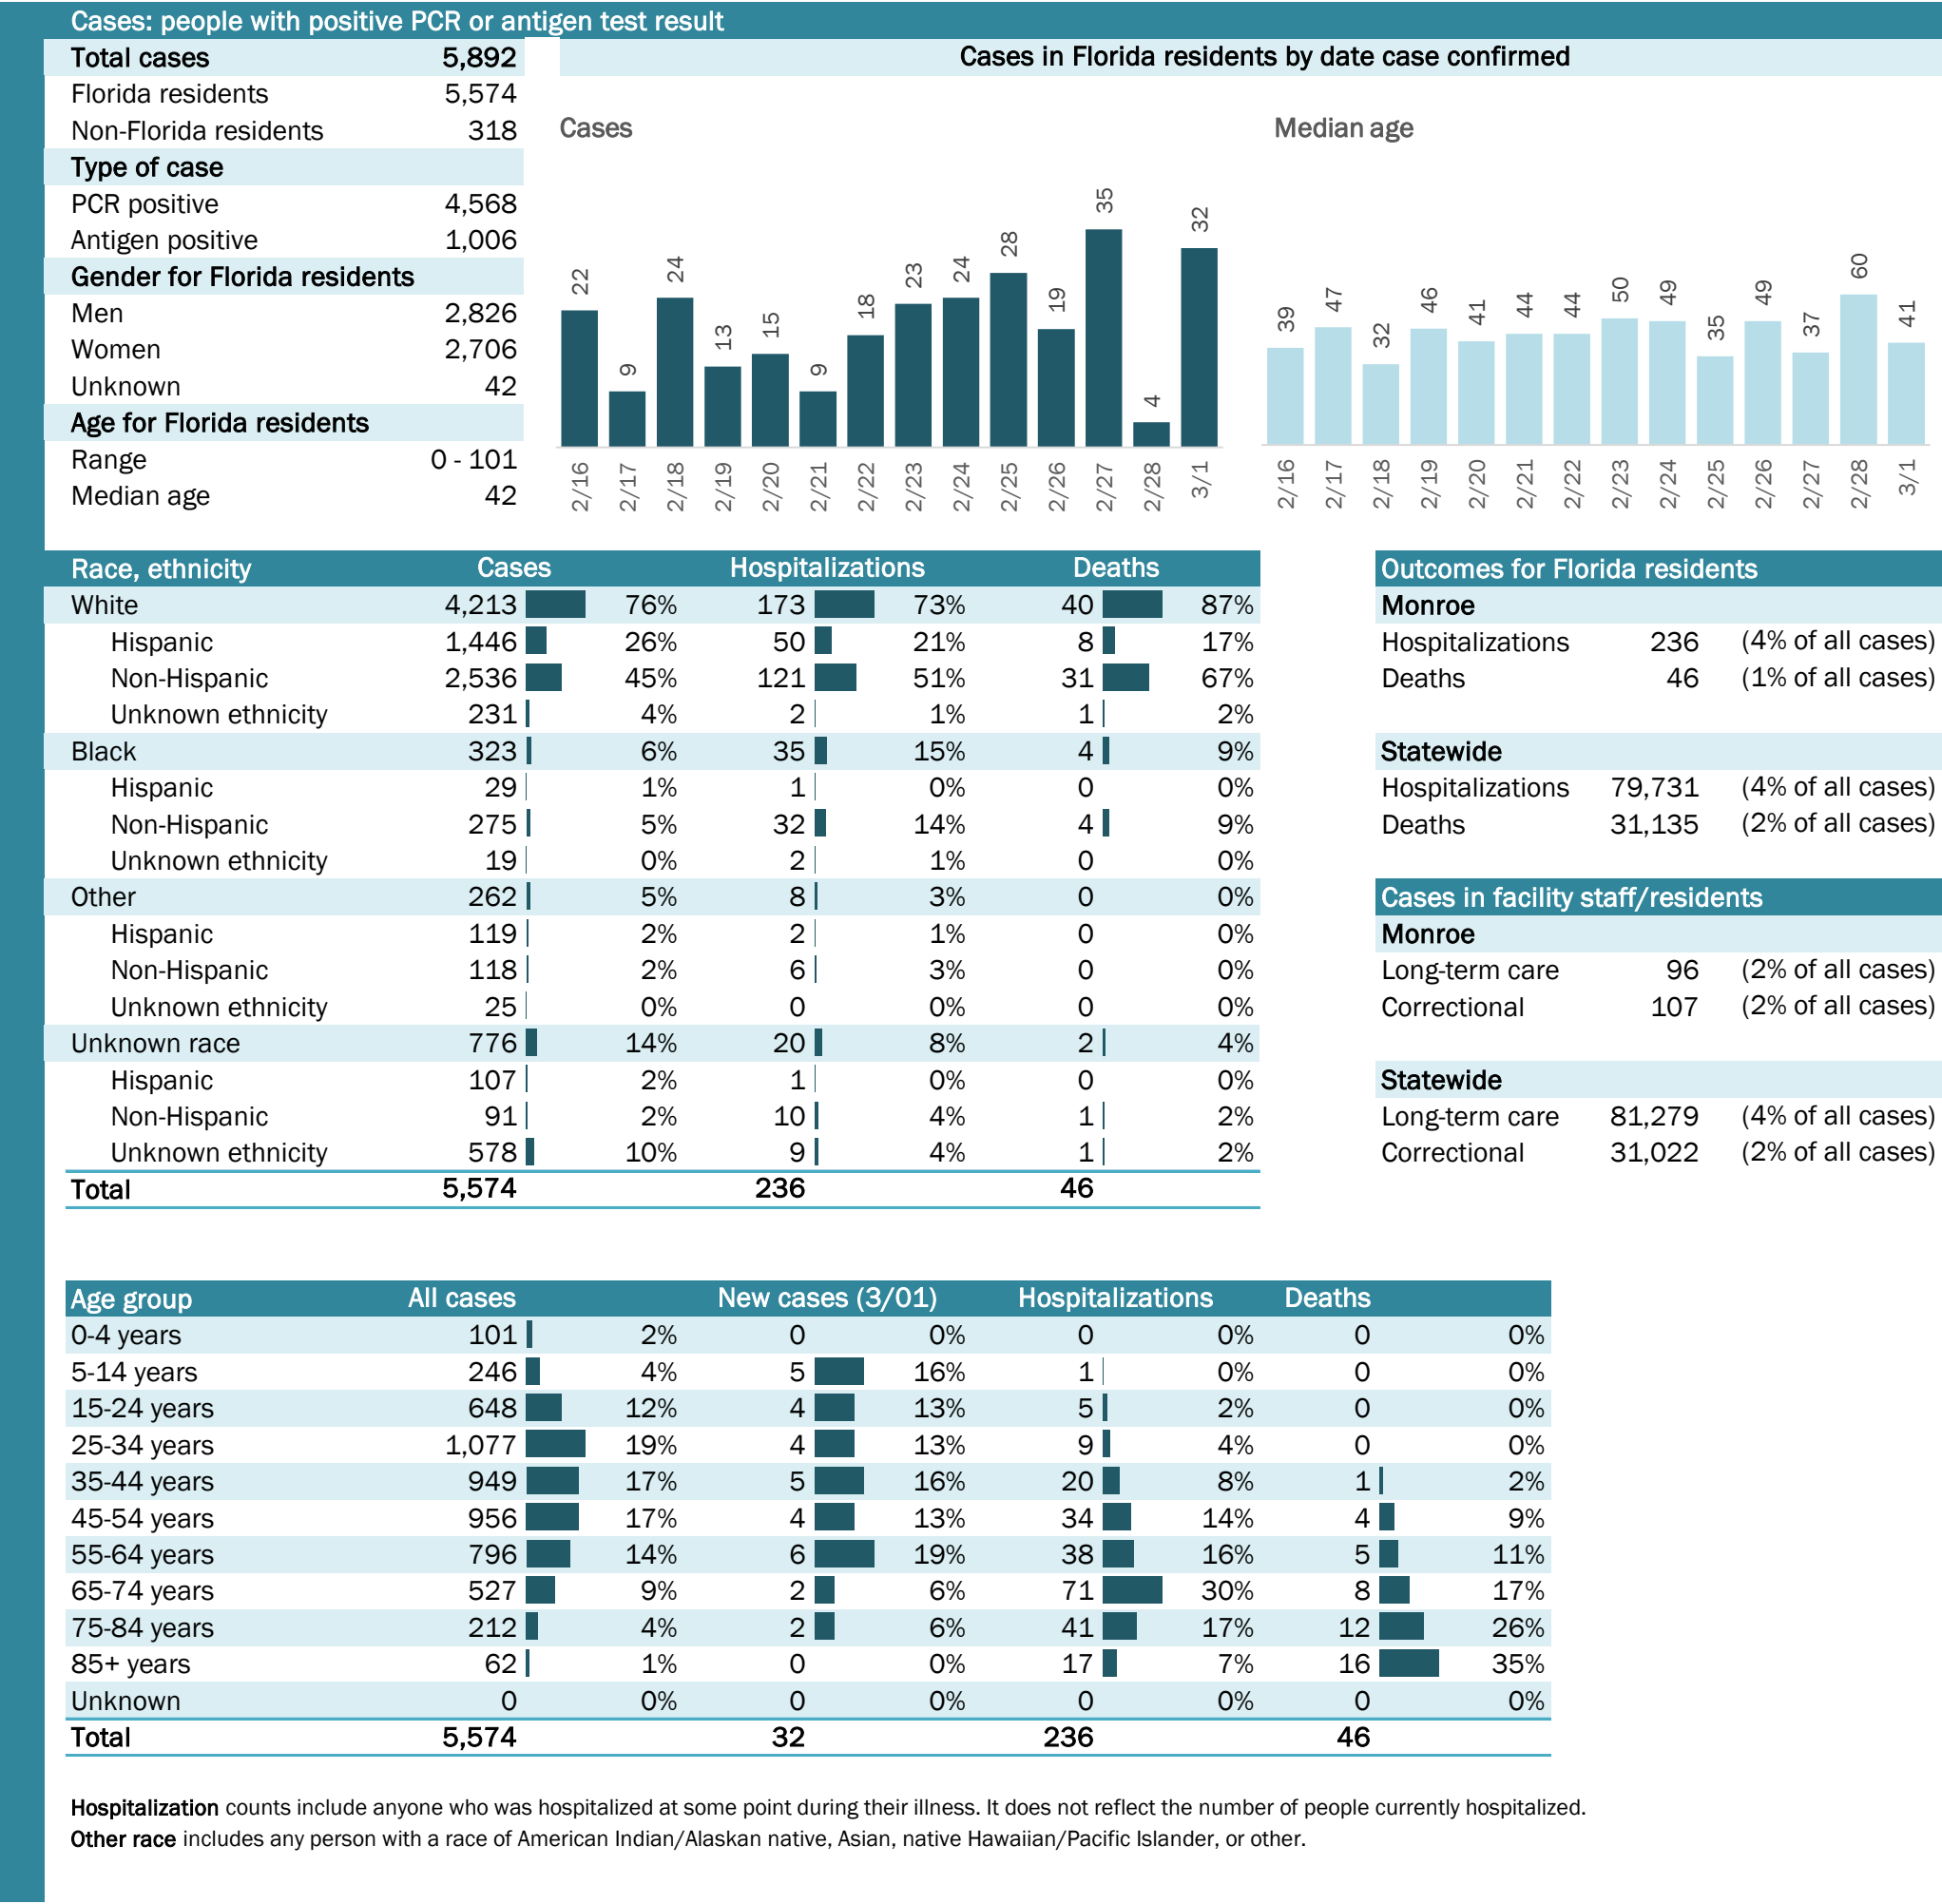 Cases: people with positive PCR or antigen test result
Total cases 5,892
Florida residents 5,574
Non-Florida residents 318
Type of case
PCR positive 4,568
Antigen positive 1,006
Gender for Florida residents
Men 2,826
Women 2,706
Unknown 42
Age for Florida residents
Range 0 - 101
Median age 42
Cases in Florida residents by date case confirmed
Cases
22 9 24 13 15 9 18 23 24 28 19 35 4 32
2/16 2/17 2/18 2/19 2/20 2/21 2/22 2/23 2/24 2/25 2/26 2/27 2/28 3/1
Median age
39 47 32 46 41 44 44 50 49 35 49 37 60 41
2/16 2/17 2/18 2/19 2/20 2/21 2/22 2/23 2/24 2/25 2/26 2/27 2/28 3/1
Race, ethnicity Cases Hospitalizations Deaths
White 4,213 76% 173 73% 40 87%
Hispanic 1,446 26% 50 21% 8 17%
Non-Hispanic 2,536 45% 121 51% 31 67%
Unknown ethnicity 231 4% 2 1% 1 2%
Black 323 6% 35 15% 4 9%
Hispanic 29 1% 1 0% 0 0%
Non-Hispanic 275 5% 32 14% 4 9%
Unknown ethnicity 19 0% 2 1% 0 0%
Other 262 5% 8 3% 0 0%
Hispanic 119 2% 2 1% 0 0%
Non-Hispanic 118 2% 6 3% 0 0%
Unknown ethnicity 25 0% 0 0% 0 0%
Unknown race 776 14% 20 8% 2 4%
Hispanic 107 2% 1 0% 0 0%
Non-Hispanic 91 2% 10 4% 1 2%
Unknown ethnicity 578 10% 9 4% 1 2%
Total 5,574 236 46
Outcomes for Florida residents
Monroe
Hospitalizations 236 (4% of all cases)
Deaths 46 (1% of all cases)
Statewide
Hospitalizations 79,731 (4% of all cases)
Deaths 31,135 (2% of all cases)
Cases in facility staff/residents
Monroe
Long-term care 96 (2% of all cases)
Correctional 107 (2% of all cases)
Statewide
Long-term care 81,279 (4% of all cases)
Correctional 31,022 (2% of all cases)
Age group All cases New cases (3/01) Hospitalizations Deaths
0-4 years 101 2% 0 0% 0 0% 0 0%
5-14 years 246 4% 5 16% 1 0% 0 0%
15-24 years 648 12% 4 13% 5 2% 0 0%
25-34 years 1,077 19% 4 13% 9 4% 0 0%
35-44 years 949 17% 5 16% 20 8% 1 2%
45-54 years 956 17% 4 13% 34 14% 4 9%
55-64 years 796 14% 6 19% 38 16% 5 11%
65-74 years 527 9% 2 6% 71 30% 8 17%
75-84 years 212 4% 2 6% 41 17% 12 26%
85+ years 62 1% 0 0% 17 7% 16 35%
Unknown 0 0% 0 0% 0 0% 0 0%
Total 5,574 32 236 46
Hospitalization counts include anyone who was hospitalized at some point during their illness. It does not reflect the number of people currently hospitalized.
Other race includes any person with a race of American Indian/Alaskan native, Asian, native Hawaiian/Pacific Islander, or other.